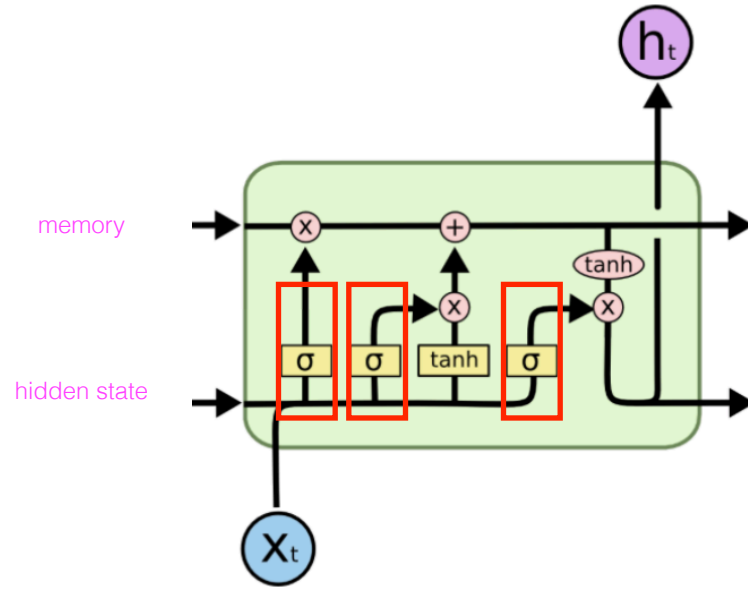 ht
memory
x
+
tanh
x
x
σ
σ
tanh
σ
hidden state
Xt